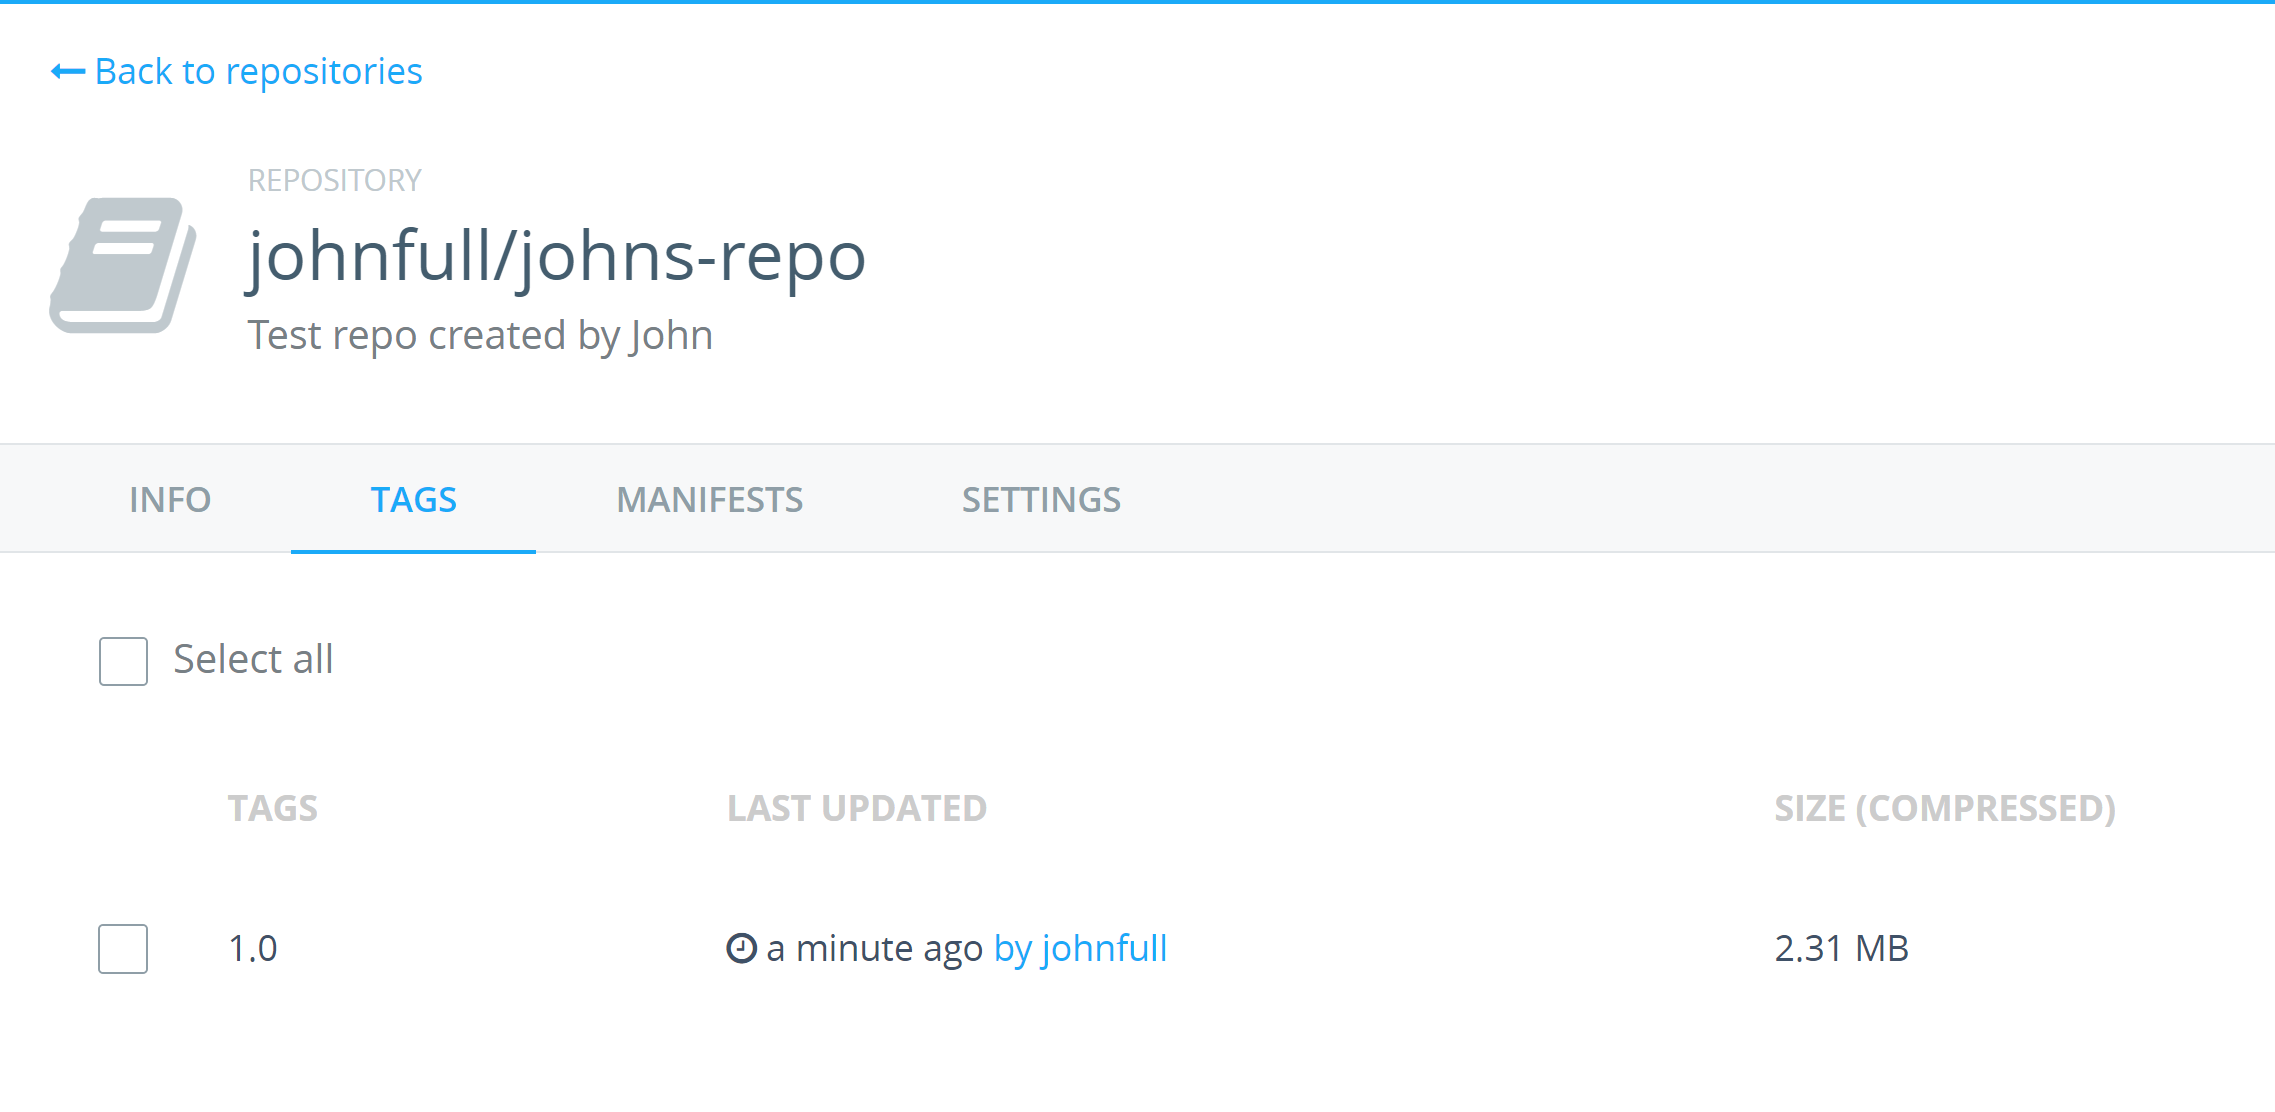 Back to repositories
REPOSITORY
johnfull/johns-repo
Test repo created by John
INFO TAGS MANIFESTS SETTINGS
Select all
TAGS LAST UPDATED SIZE (COMPRESSED)
1.0 a minute ago by johnfull 2.31 MB